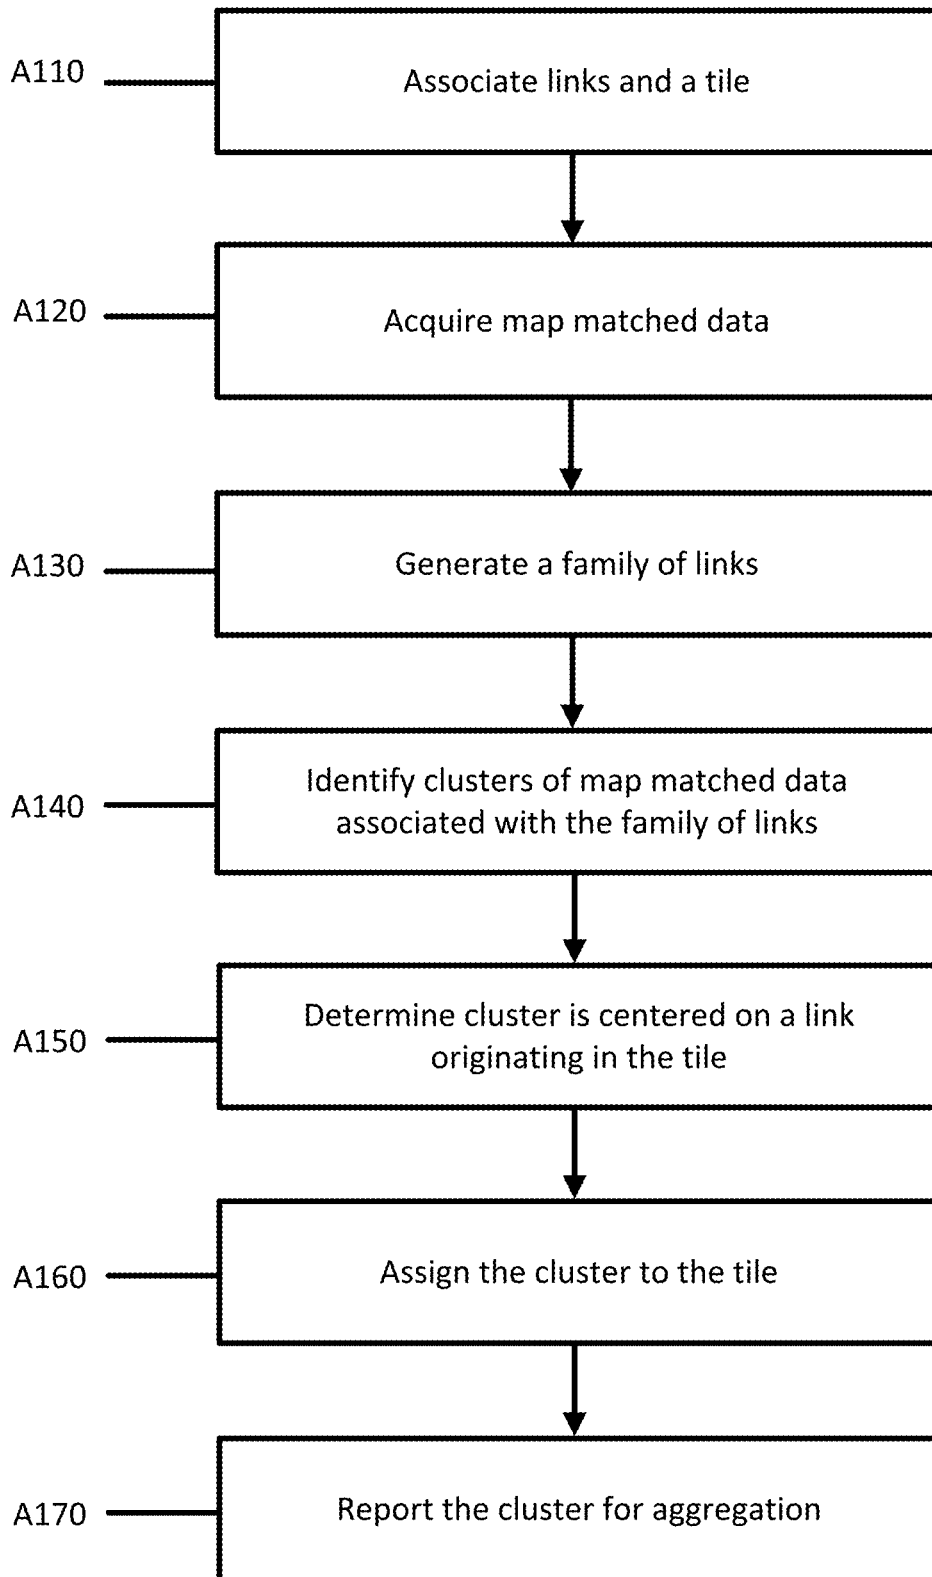 A110
Associate links and a tile
A120
Acquire map matched data
A130
Generate a family of links
A140
Identify clusters of map matched data
associated with the family of links
A150
Determine cluster is centered on a link
originating in the tile
A160
Assign the cluster to the tile
A170
Report the cluster for aggregation